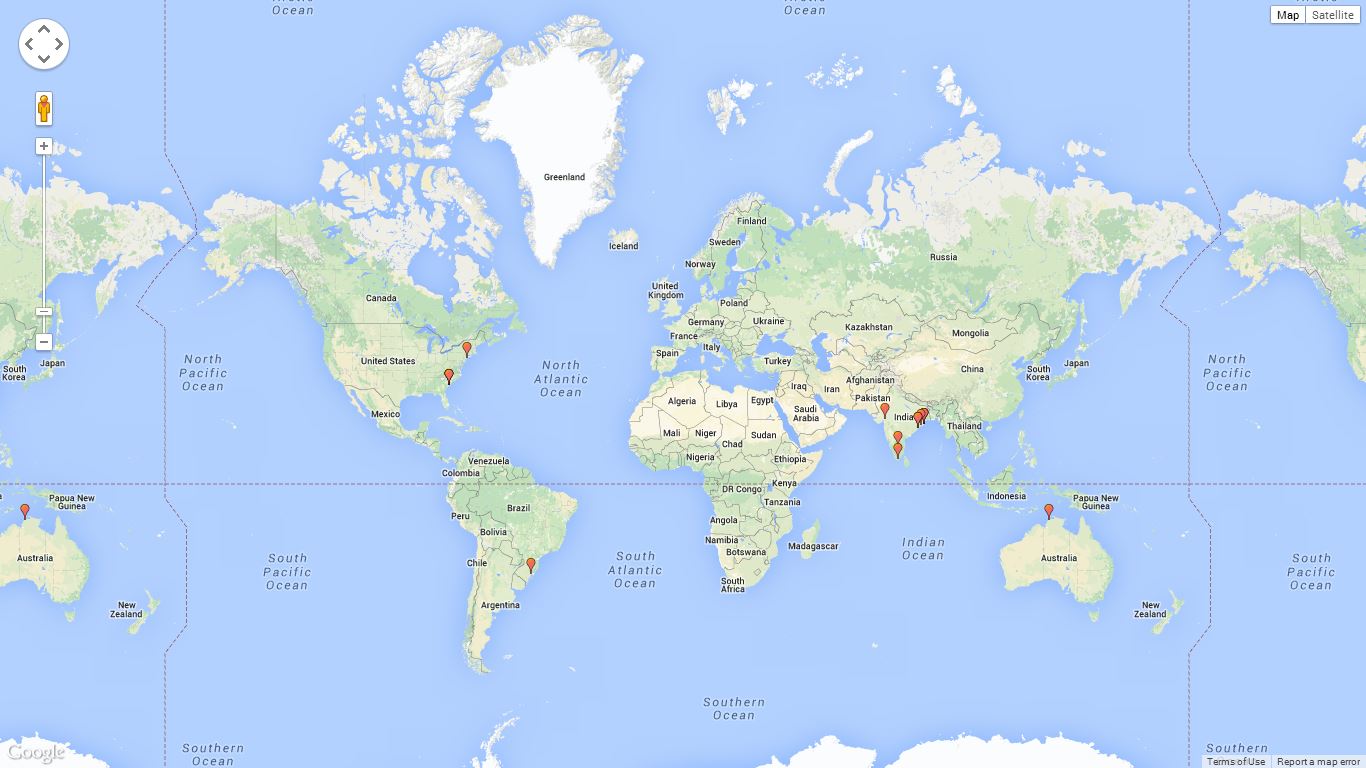 Arctic
Ocean
Arctic
Ocean
Map
Satellite
Greenland
Iceland
Finland
Sweden
Norway
Russia
United
Kingdom
Canada
Poland
Germany
Ukraine
Kazakhstan
Mongolia
France
Italy
Spain
Turkey
Japan
South
Korea
North
Pacific
Ocean
United States
North
Atlantic
Ocean
Iraq
Iran
Afghanistan
Pakistan
China
South
Korea
Japan
North
Pacific
Ocean
Mexico
Algeria
Libya
Egypt
Saudi
Arabia
India
Thailand
Mali
Niger
Chad
Sudan
Nigeria
Ethiopia
Venezuela
Colombia
DR Congo
Kenya
Tanzania
Indonesia
Papua New
Guinea
Papua New
Guinea
Peru
Brazil
Bolivia
Angola
Namibia
Botswana
Madagascar
Indian
Ocean
Australia
Australia
South
Pacific
Ocean
Chile
South
Atlantic
Ocean
South
Africa
South
Pacific
Ocean
Argentina
New
Zealand
New
Zealand
Southern
Ocean
Southern
Ocean
Southern
Google
Terms of Use
Report a map error